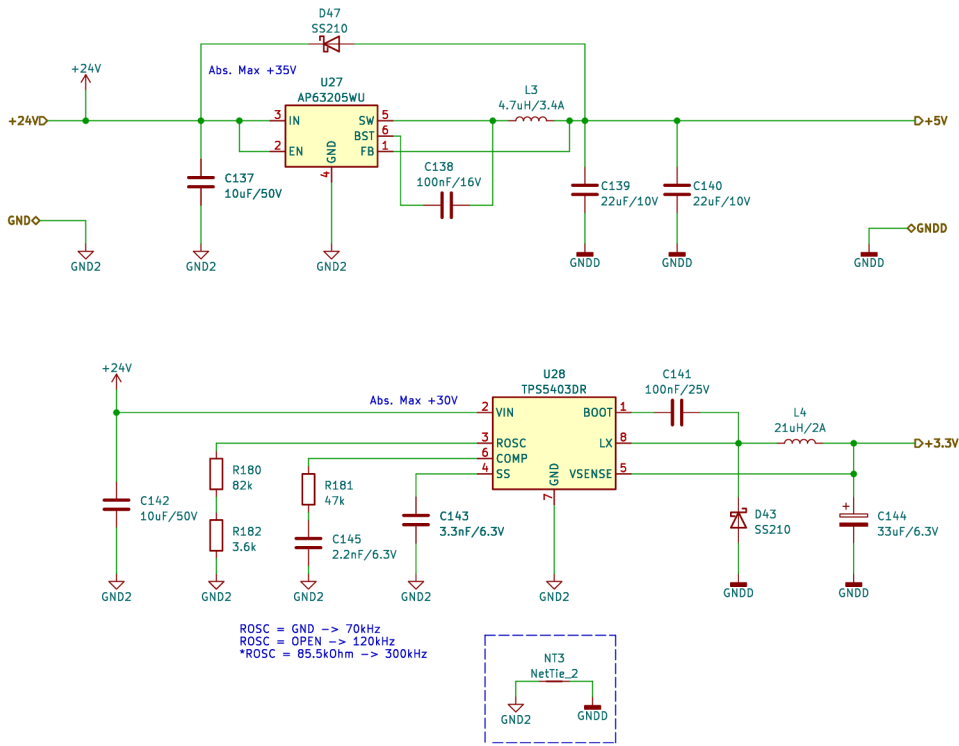 D47
SS210
+24V
Abs. Max +35V
U27
AP63205WU
L3
4.7uH/3.4A
+24V
3 IN
SW 5
+5V
BST 6
2 EN
FB 1
GND
4
C137
10uF/50V
C138
100nF/16V
C139
22uF/10V
C140
22uF/10V
GND
GNDD
GND2
GND2
GND2
GNDD
GNDD
GNDD
+24V
Abs. Max +30V
U28
TPS5403DR
C141
100nF/25V
2 VIN
BOOT 1
L4
21uH/2A
3 ROSC
LX 8
+3.3V
6 COMP
4 SS
VSENSE 5
GND
7
R180
82k
R181
47k
C142
10uF/50V
R182
3.6k
C145
2.2nF/6.3V
C143
3.3nF/6.3V
D43
SS210
+
C144
33uF/6.3V
GND2
GND2
GND2
GND2
GND2
GNDD
GNDD
ROSC = GND -> 70kHz
ROSC = OPEN -> 120kHz
*ROSC = 85.5kOhm -> 300kHz
NT3
NetTie_2
GND2
GNDD